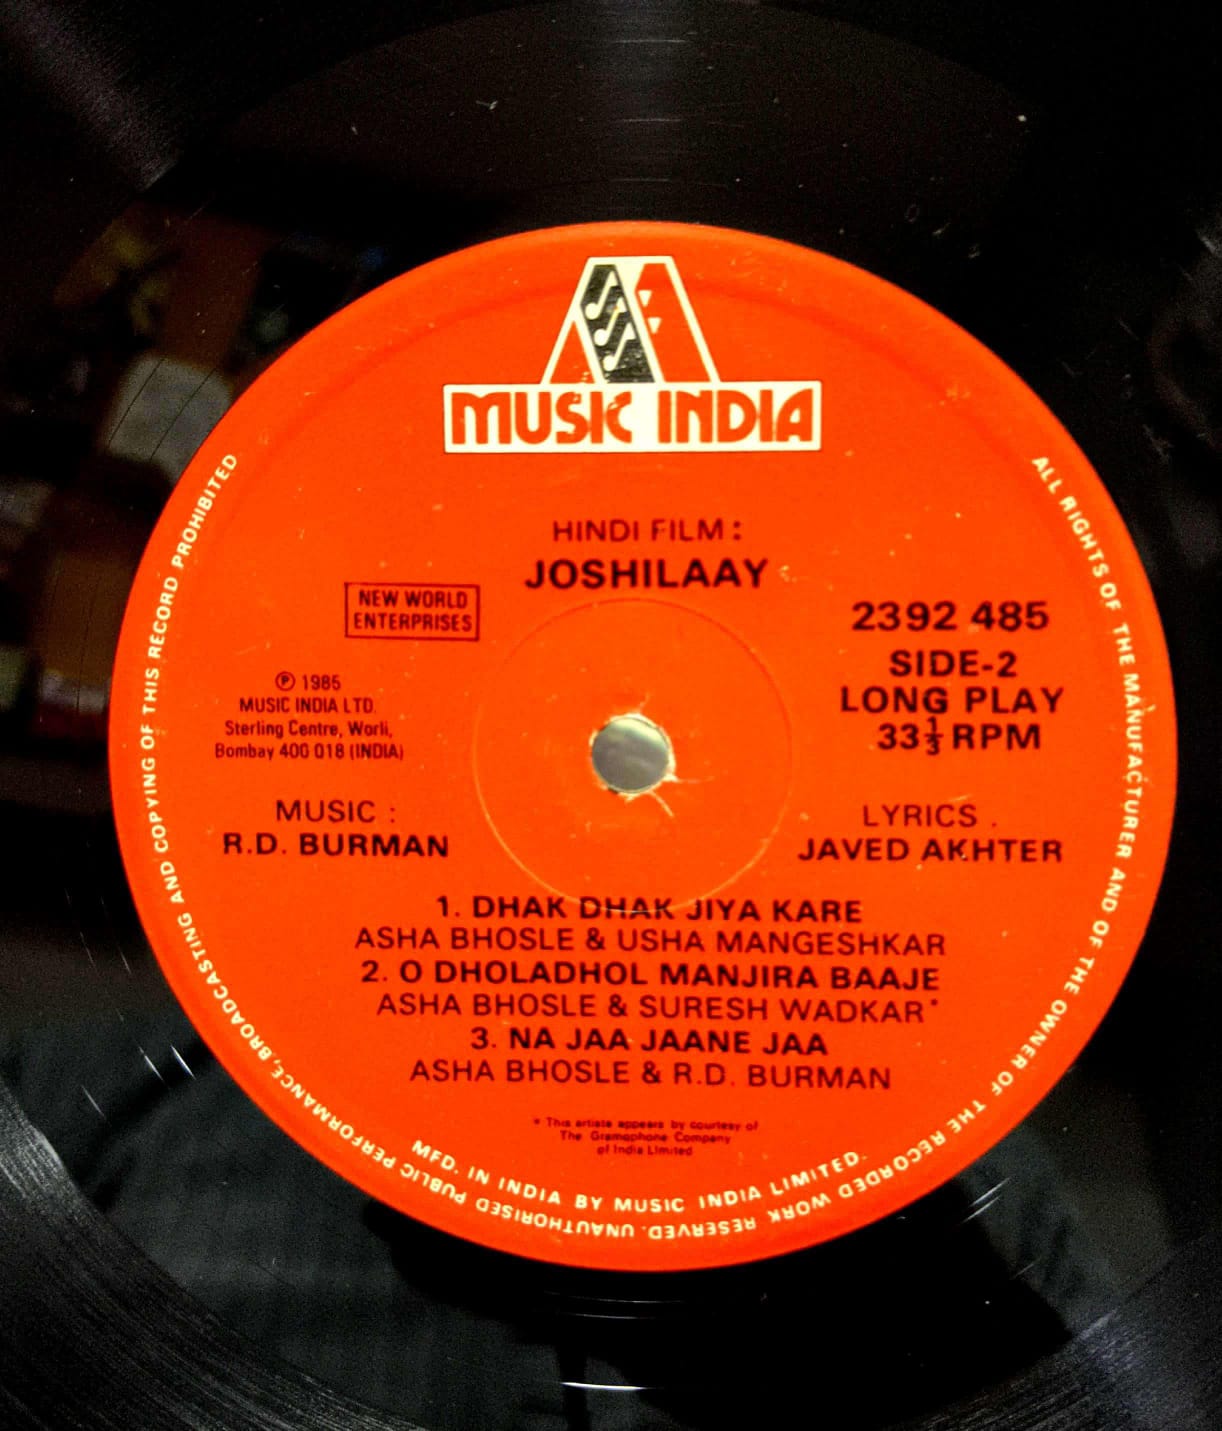 MUSIC INDIA
HINDI FILM :
JOSHILAAY
NEW WORLD
ENTERPRISES
2392 485
SIDE-2
LONG PLAY
33⅓ RPM
℗ 1985
MUSIC INDIA LTD.
Sterling Centre, Worli,
Bombay 400 018 (INDIA)
MUSIC :
R.D. BURMAN
LYRICS .
JAVED AKHTER
1. DHAK DHAK JIYA KARE
ASHA BHOSLE & USHA MANGESHKAR
2. O DHOLADHOL MANJIRA BAAJE
ASHA BHOSLE & SURESH WADKAR*
3. NA JAA JAANE JAA
ASHA BHOSLE & R.D. BURMAN
* This artiste appears by courtesy of
The Gramophone Company
of India Limited
MFD. IN INDIA BY MUSIC INDIA LIMITED.
ALL RIGHTS OF THE MANUFACTURER AND OF THE OWNER OF THE RECORDED WORK RESERVED. UNAUTHORISED PUBLIC PERFORMANCE, BROADCASTING AND COPYING OF THIS RECORD PROHIBITED